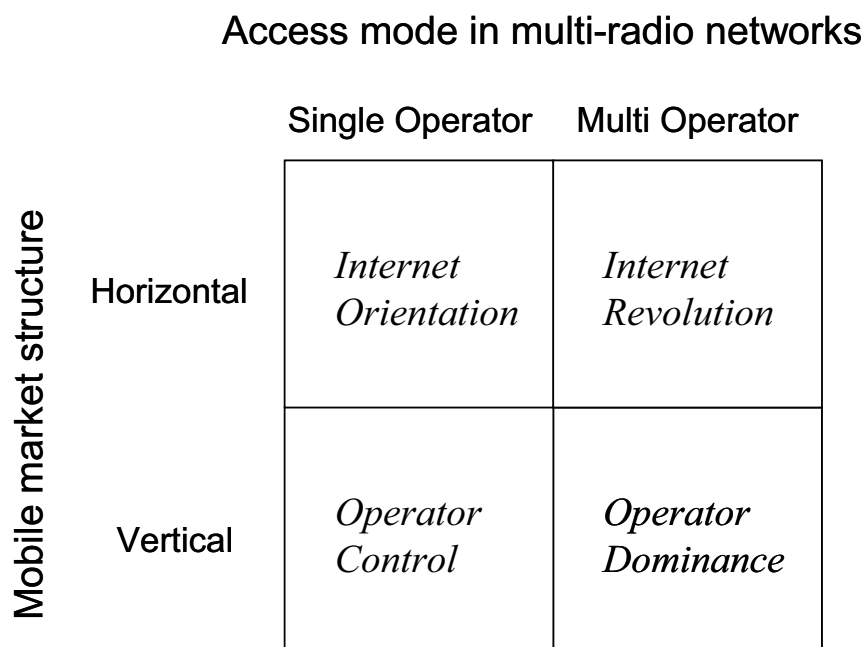 Access mode in multi-radio networks
Single Operator Multi Operator
Mobile market structure
Horizontal
Internet
Orientation
Internet
Revolution
Vertical
Operator
Control
Operator
Dominance